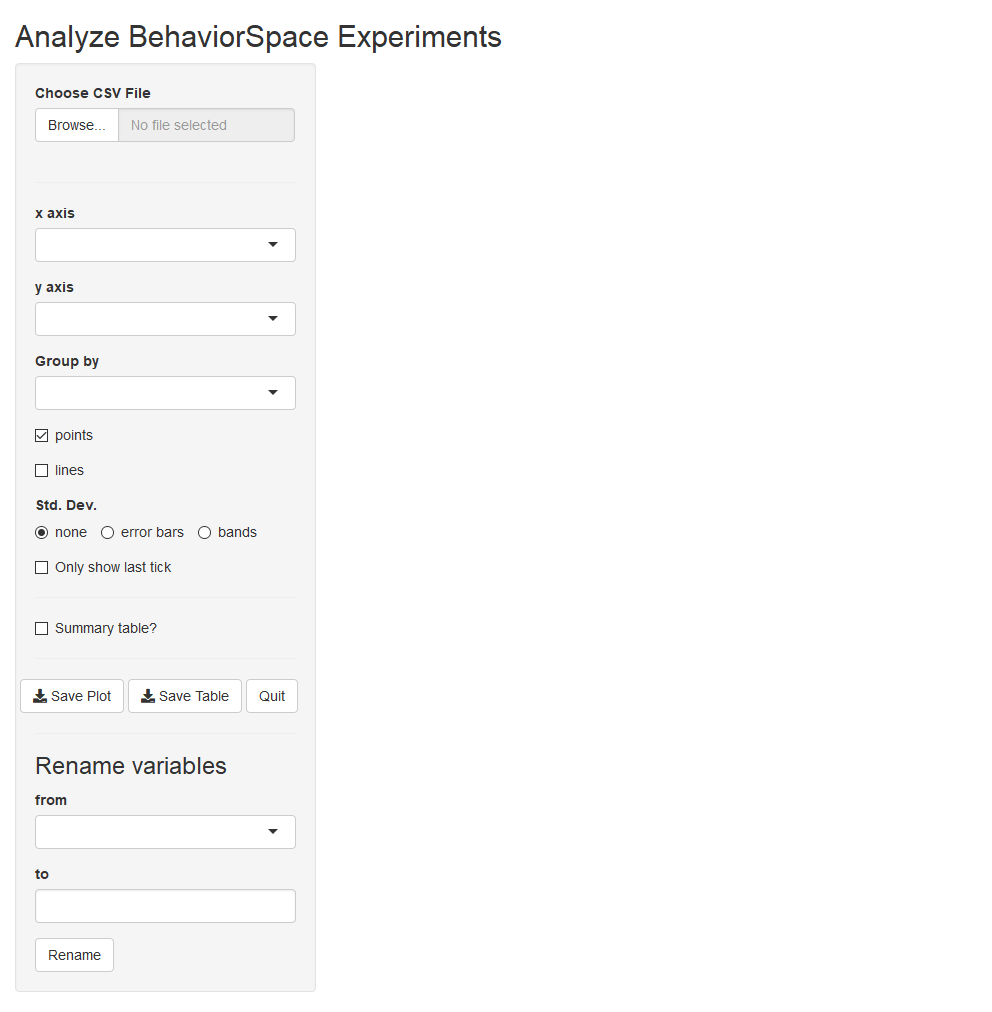 Analyze BehaviorSpace Experiments
Choose CSV File
Browse... No file selected
x axis
y axis
Group by
points
lines
Std. Dev.
none error bars bands
Only show last tick
Summary table?
Save Plot Save Table Quit
Rename variables
from
to
Rename